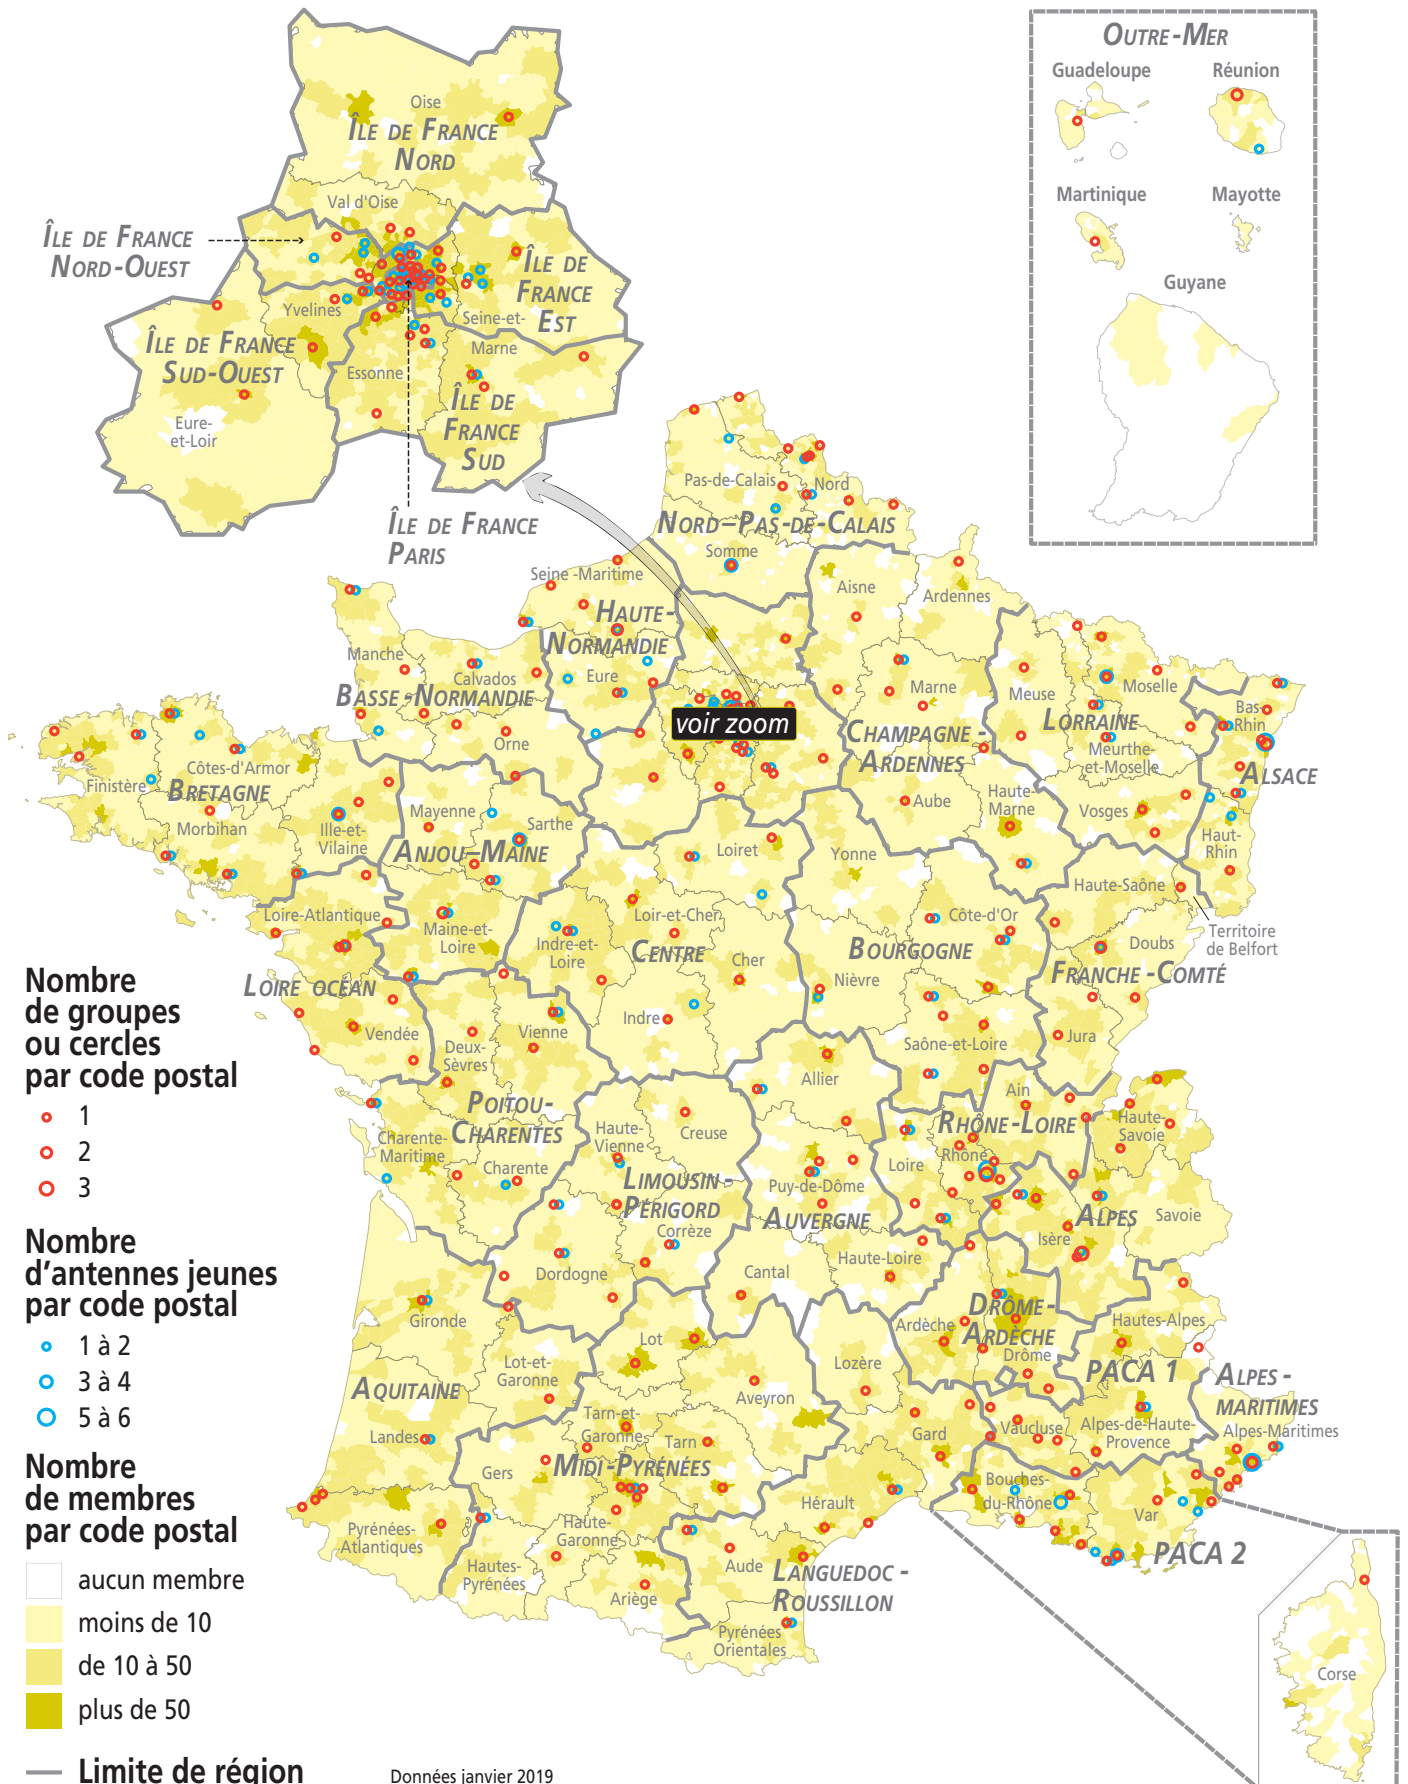 OUTRE-MER
Guadeloupe
Réunion
Martinique
Mayotte
Guyane
Oise
ÎLE DE FRANCE
NORD
Val d'Oise
ÎLE DE FRANCE
NORD-OUEST
ÎLE DE
FRANCE
EST
Yvelines
Seine-et-
Marne
ÎLE DE FRANCE
SUD-OUEST
Essonne
ÎLE DE
FRANCE
SUD
Eure-
et-Loir
ÎLE DE FRANCE
PARIS
Pas-de-Calais
Nord
NORD-PAS-DE-CALAIS
Somme
Seine -Maritime
Aisne
Ardennes
HAUTE-
NORMANDIE
Manche
Calvados
Eure
BASSE-NORMANDIE
Orne
voir zoom
Marne
CHAMPAGNE -
ARDENNES
Aube
Haute-
Marne
Meuse
Moselle
LORRAINE
Meurthe-
et-Moselle
Vosges
Bas-
Rhin
ALSACE
Haut-
Rhin
Finistère
Côtes-d'Armor
BRETAGNE
Morbihan
Ille-et-
Vilaine
Mayenne
Sarthe
ANJOU-MAINE
Loiret
Yonne
Haute-Saône
Territoire
de Belfort
Loire-Atlantique
Maine-et-
Loire
Indre-et-
Loire
Loir-et-Cher
CENTRE
Cher
Côte-d'Or
BOURGOGNE
Nièvre
Doubs
FRANCHE-COMTÉ
LOIRE OCÉAN
Vendée
Deux-
Sèvres
Vienne
Indre
Saône-et-Loire
Jura
Allier
Ain
POITOU-
CHARENTES
Charente-
Maritime
Charente
Haute-
Vienne
Creuse
LIMOUSIN-
PÉRIGORD
Corrèze
Puy-de-Dôme
AUVERGNE
Loire
Rhône
RHÔNE-LOIRE
Haute-
Savoie
Savoie
ALPES
Isère
Dordogne
Cantal
Haute-Loire
Gironde
Lot
Lot-et-
Garonne
AQUITAINE
Landes
Aveyron
Lozère
Ardèche
DRÔME-
ARDÈCHE
Drôme
Hautes-Alpes
PACA 1
ALPES -
MARITIMES
Alpes-Maritimes
Alpes-de-Haute-
Provence
Vaucluse
Gard
Tarn-et-
Garonne
Tarn
Gers
MIDI-PYRÉNÉES
Haute-
Garonne
Hérault
Bouches-
du-Rhône
Var
PACA 2
Pyrénées-
Atlantiques
Hautes-
Pyrénées
Ariège
Aude
LANGUEDOC -
ROUSSILLON
Pyrénées
Orientales
Corse
Nombre
de groupes
ou cercles
par code postal
1
2
3
Nombre
d'antennes jeunes
par code postal
1 à 2
3 à 4
5 à 6
Nombre
de membres
par code postal
aucun membre
moins de 10
de 10 à 50
plus de 50
Limite de région
Données janvier 2019